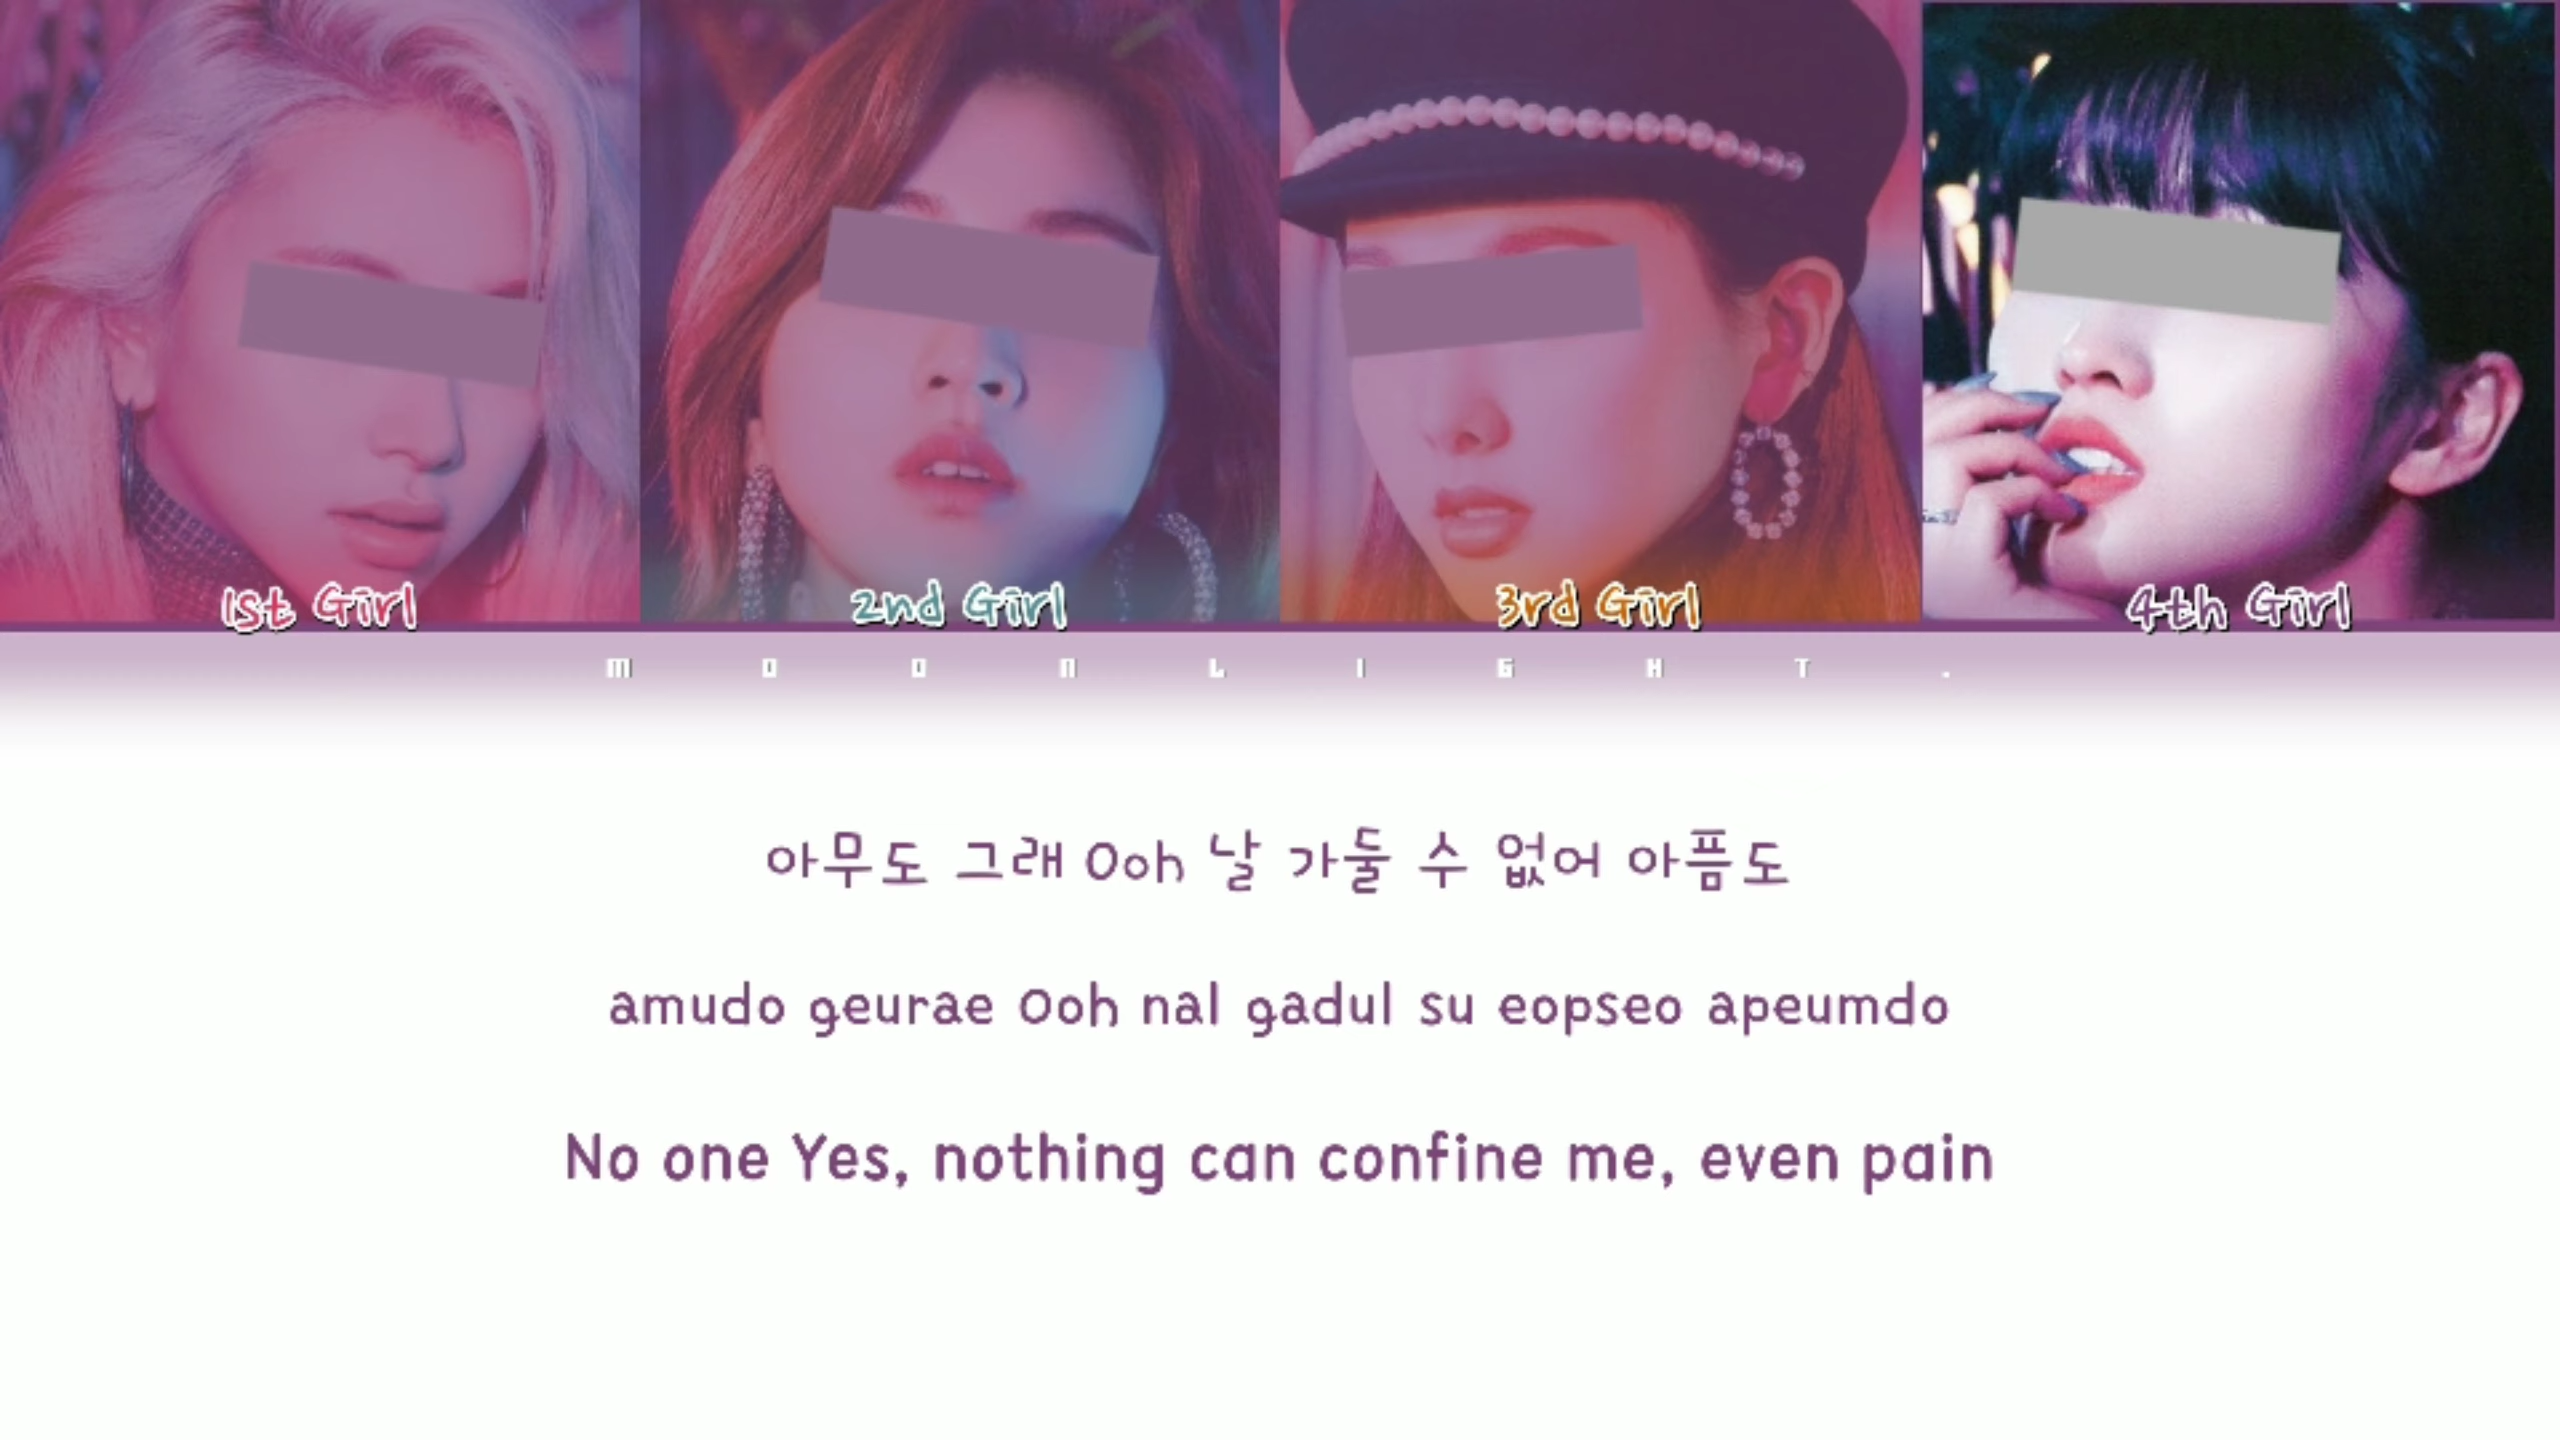 1st Girl 2nd Girl 3rd Girl 4th Girl
MOONLIGHT.
아무도 그래 Ooh 날 가둘 수 없어 아픔도
amudo geurae Ooh nal gadul su eopseo apeumdo
No one Yes, nothing can confine me, even pain